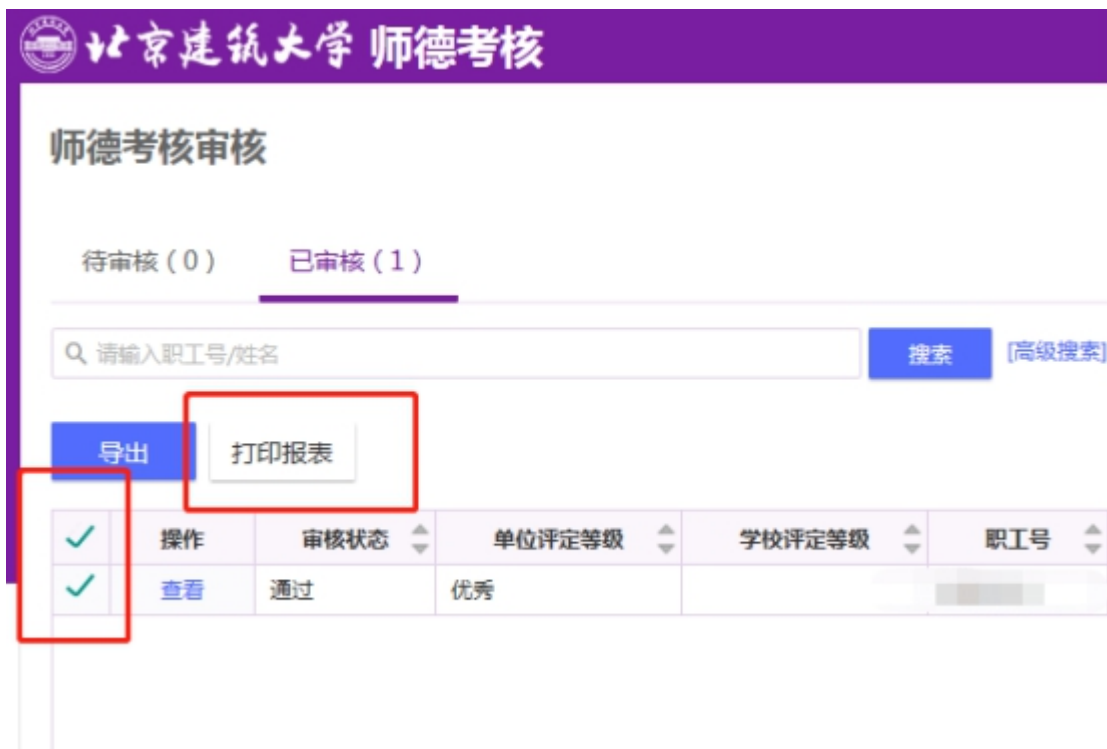 北京建筑大学 师德考核
师德考核审核
待审核（0） 已审核（1）
请输入职工号/姓名 搜索 [高级搜索]
导出 打印报表
操作 审核状态 单位评定等级 学校评定等级 职工号
查看 通过 优秀